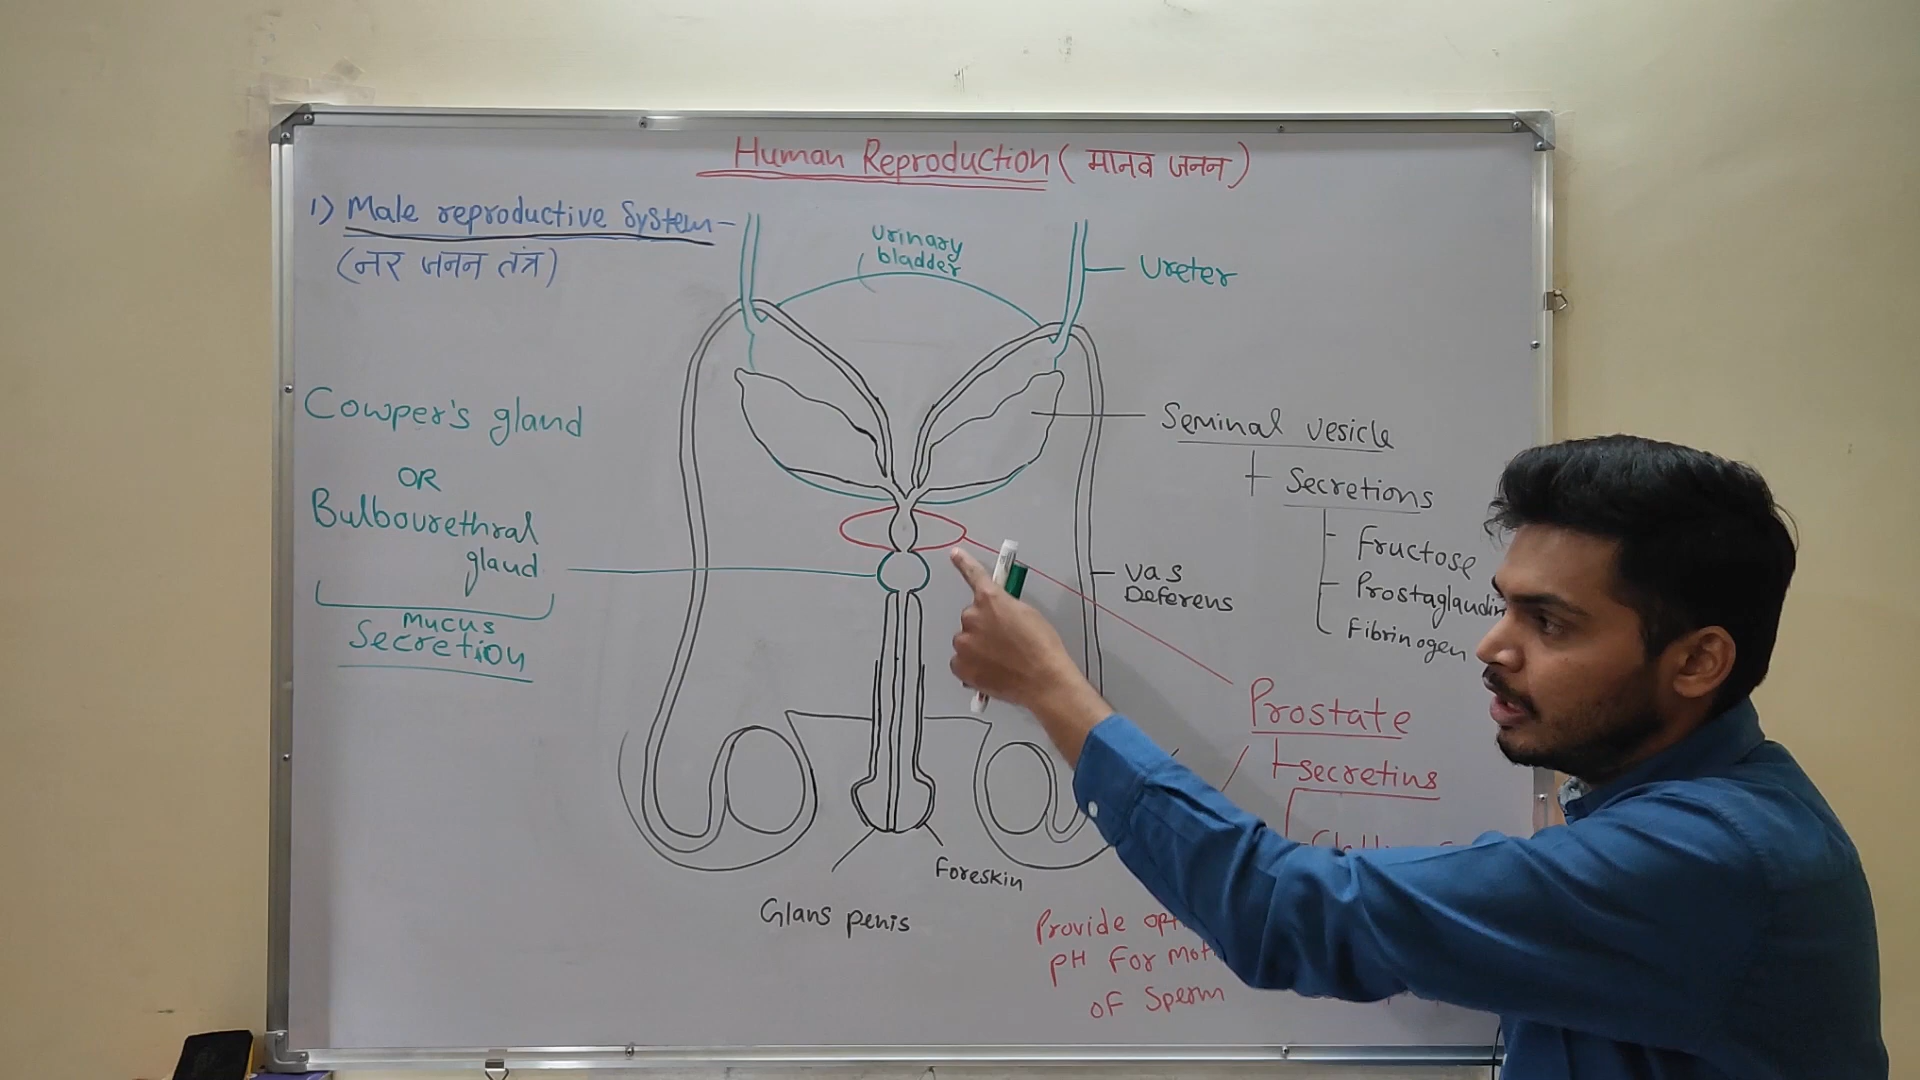 Human Reproduction ( मानव जनन )
1) Male reproductive System -
(नर जनन तंत्र)
Urinary
bladder
Ureter
Cowper's gland
OR
Bulbourethral
gland
Mucus
Secretion
Seminal vesicle
Secretions
Fructose
Prostaglandin
Fibrinogen
Vas
Deferens
Prostate
secretins
Foreskin
Glans penis
Provide
pH For
of Sperm